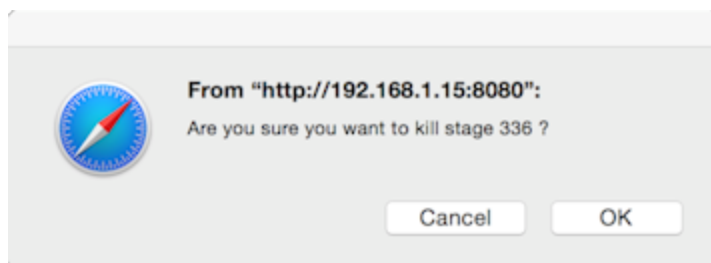 From “http://192.168.1.15:8080”:
Are you sure you want to kill stage 336 ?
Cancel
OK